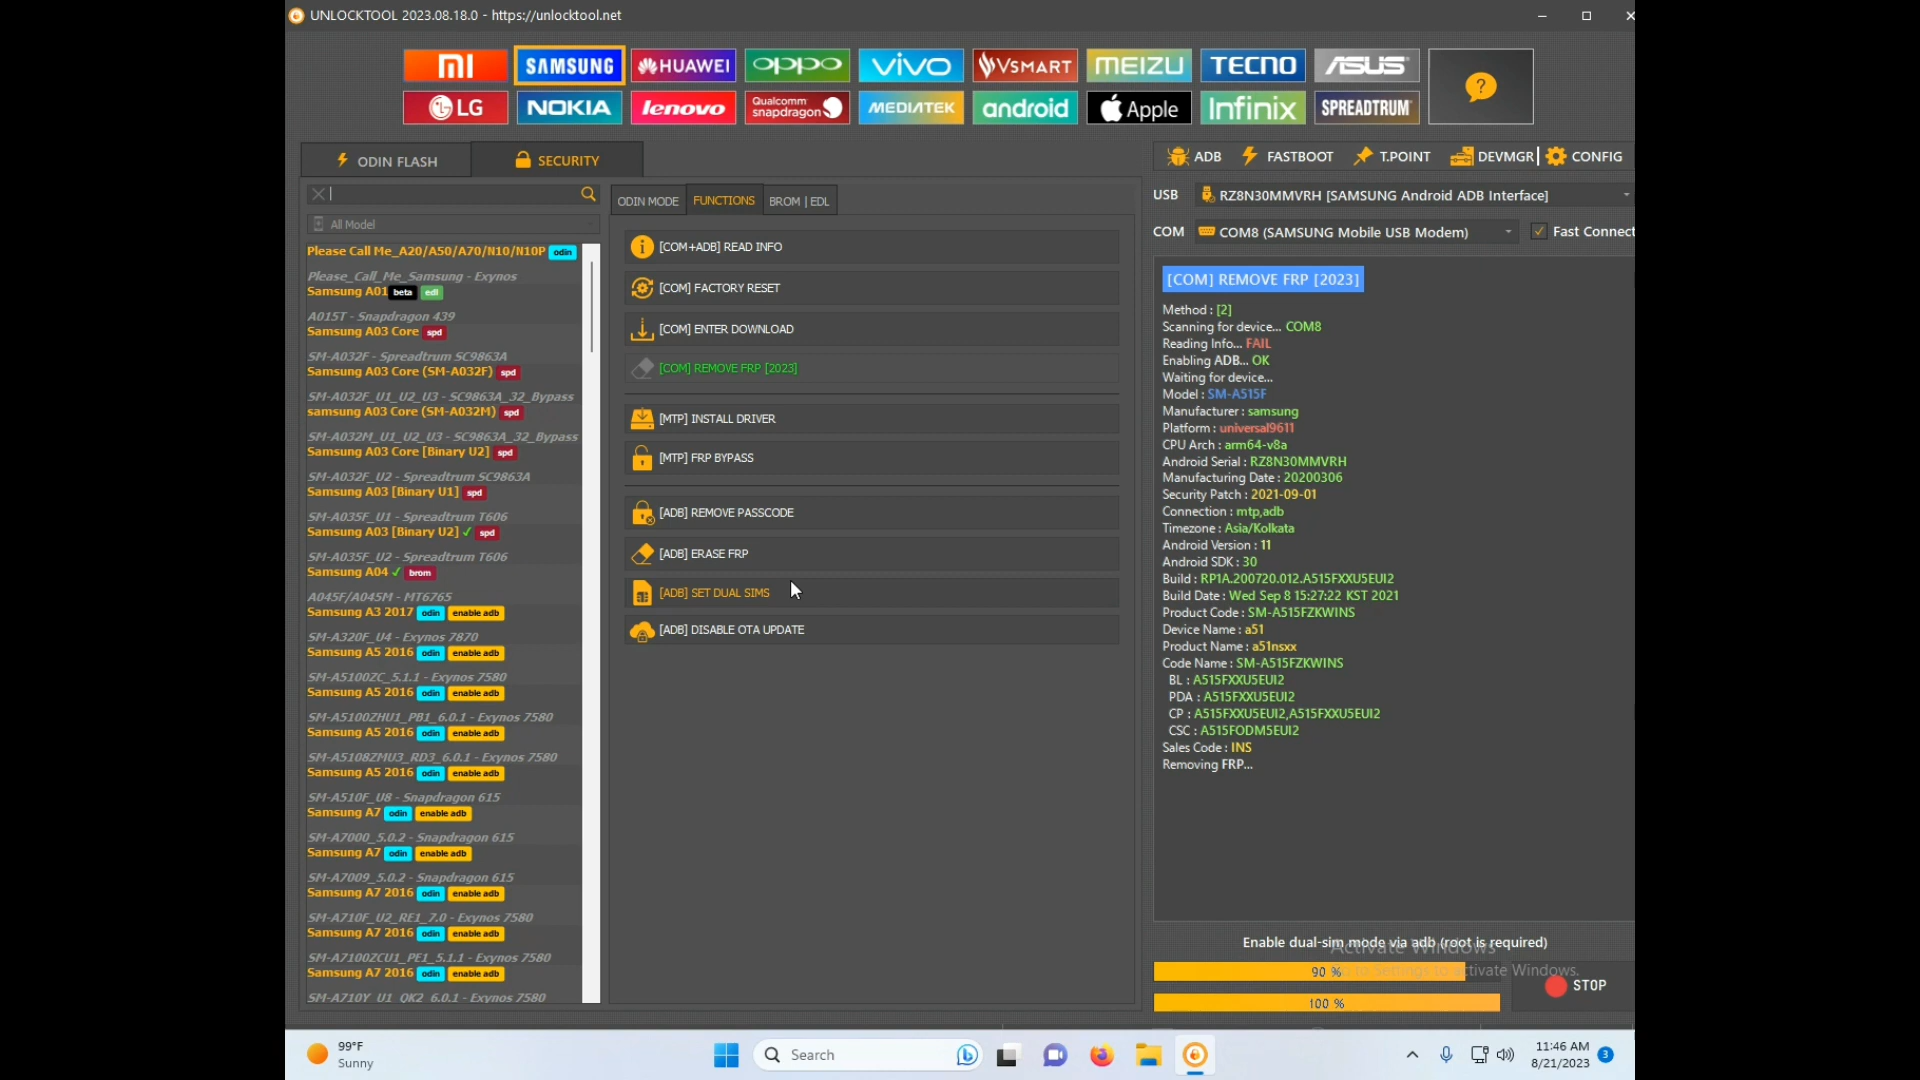 UNLOCKTOOL 2023.08.18.0 - https://unlocktool.net
mi SAMSUNG HUAWEI oppo vivo VSMART MEIZU TECNO ASUS ?
LG NOKIA lenovo Qualcomm snapdragon MEDIATEK android Apple Infinix SPREADTRUM
ODIN FLASH SECURITY
All Model
Please Call Me_A20/A50/A70/N10/N10P odin
Please_Call_Me_Samsung - Exynos
Samsung A01 beta edl
A015T - Snapdragon 439
Samsung A03 Core spd
SM-A032F - Spreadtrum SC9863A
Samsung A03 Core (SM-A032F) spd
SM-A032F_U1_U2_U3 - SC9863A_32_Bypass
samsung A03 Core (SM-A032M) spd
SM-A032M_U1_U2_U3 - SC9863A_32_Bypass
Samsung A03 Core [Binary U2] spd
SM-A032F_U2 - Spreadtrum SC9863A
Samsung A03 [Binary U1] spd
SM-A035F_U1 - Spreadtrum T606
Samsung A03 [Binary U2] ✓ spd
SM-A035F_U2 - Spreadtrum T606
Samsung A04 ✓ brom
A045F/A045M - MT6765
Samsung A3 2017 odin enable adb
SM-A320F_U4 - Exynos 7870
Samsung A5 2016 odin enable adb
SM-A5100ZC_5.1.1 - Exynos 7580
Samsung A5 2016 odin enable adb
SM-A5100ZHU1_PB1_6.0.1 - Exynos 7580
Samsung A5 2016 odin enable adb
SM-A5108ZMU3_RD3_6.0.1 - Exynos 7580
Samsung A5 2016 odin enable adb
SM-A510F_U8 - Snapdragon 615
Samsung A7 odin enable adb
SM-A7000_5.0.2 - Snapdragon 615
Samsung A7 odin enable adb
SM-A7009_5.0.2 - Snapdragon 615
Samsung A7 2016 odin enable adb
SM-A710F_U2_RE1_7.0 - Exynos 7580
Samsung A7 2016 odin enable adb
SM-A7100ZCU1_PE1_5.1.1 - Exynos 7580
Samsung A7 2016 odin enable adb
SM-A710Y_U1_QK2_6.0.1 - Exynos 7580
ODIN MODE FUNCTIONS BROM | EDL
[COM+ADB] READ INFO
[COM] FACTORY RESET
[COM] ENTER DOWNLOAD
[COM] REMOVE FRP [2023]
[MTP] INSTALL DRIVER
[MTP] FRP BYPASS
[ADB] REMOVE PASSCODE
[ADB] ERASE FRP
[ADB] SET DUAL SIMS
[ADB] DISABLE OTA UPDATE
ADB FASTBOOT T.POINT DEVMGR CONFIG
USB RZ8N30MMVRH [SAMSUNG Android ADB Interface]
COM COM8 (SAMSUNG Mobile USB Modem) Fast Connect
[COM] REMOVE FRP [2023]
Method : [2]
Scanning for device... COM8
Reading Info... FAIL
Enabling ADB... OK
Waiting for device...
Model : SM-A515F
Manufacturer : samsung
Platform : universal9611
CPU Arch : arm64-v8a
Android Serial : RZ8N30MMVRH
Manufacturing Date : 20200306
Security Patch : 2021-09-01
Connection : mtp,adb
Timezone : Asia/Kolkata
Android Version : 11
Android SDK : 30
Build : RP1A.200720.012.A515FXXU5EUI2
Build Date : Wed Sep 8 15:27:22 KST 2021
Product Code : SM-A515FZKWINS
Device Name : a51
Product Name : a51nsxx
Code Name : SM-A515FZKWINS
BL : A515FXXU5EUI2
PDA : A515FXXU5EUI2
CP : A515FXXU5EUI2,A515FXXU5EUI2
CSC : A515FODM5EUI2
Sales Code : INS
Removing FRP...
Enable dual-sim mode via adb (root is required)
Activate Windows
Go to Settings to activate Windows.
90 %
STOP
100 %
99°F
Sunny
Search
11:46 AM
8/21/2023
3